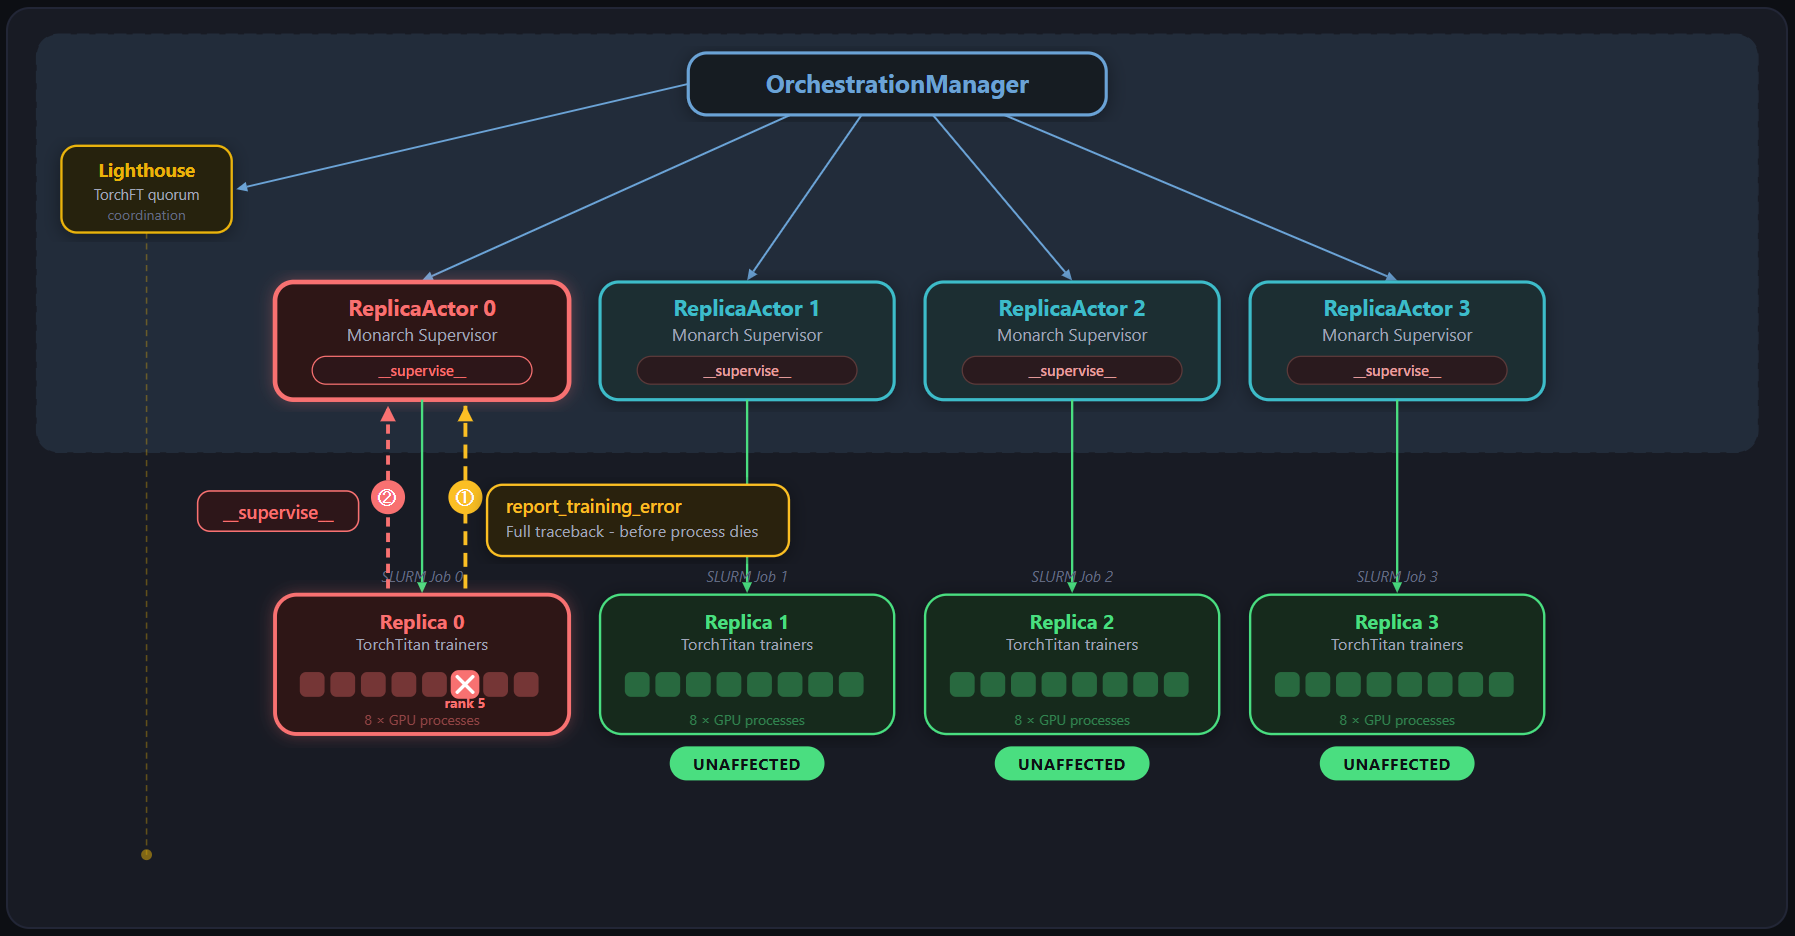 OrchestrationManager
Lighthouse
TorchFT quorum
coordination
ReplicaActor 0
Monarch Supervisor
__supervise__
ReplicaActor 1
Monarch Supervisor
__supervise__
ReplicaActor 2
Monarch Supervisor
__supervise__
ReplicaActor 3
Monarch Supervisor
__supervise__
__supervise__
②
①
report_training_error
Full traceback - before process dies
SLURM Job 0
SLURM Job 1
SLURM Job 2
SLURM Job 3
Replica 0
TorchTitan trainers
rank 5
8 × GPU processes
Replica 1
TorchTitan trainers
8 × GPU processes
UNAFFECTED
Replica 2
TorchTitan trainers
8 × GPU processes
UNAFFECTED
Replica 3
TorchTitan trainers
8 × GPU processes
UNAFFECTED